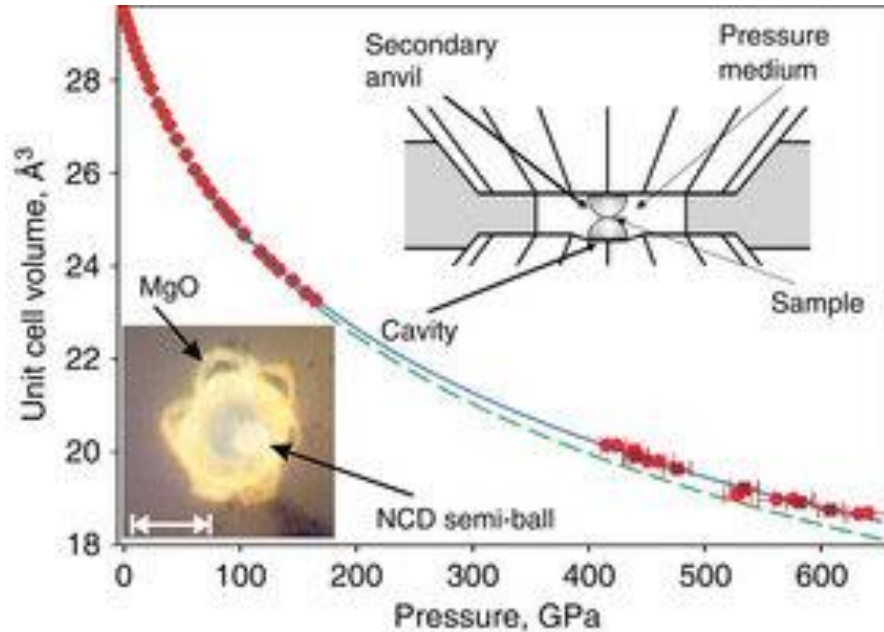 Unit cell volume, Å³
28
26
24
22
20
18
Secondary
anvil
Pressure
medium
Sample
Cavity
MgO
NCD semi-ball
0
100
200
300
400
500
600
Pressure, GPa